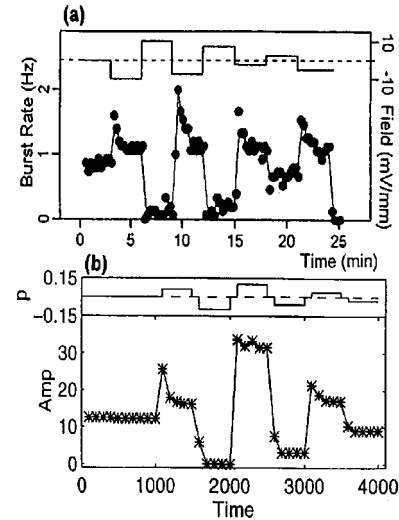 (a)
10
-10
Field (mV/mm)
Burst Rate (Hz)
2
1
0
0 5 10 15 20 25
Time (min)
(b)
0.15
p
-0.15
30
20
10
0
Amp
0 1000 2000 3000 4000
Time